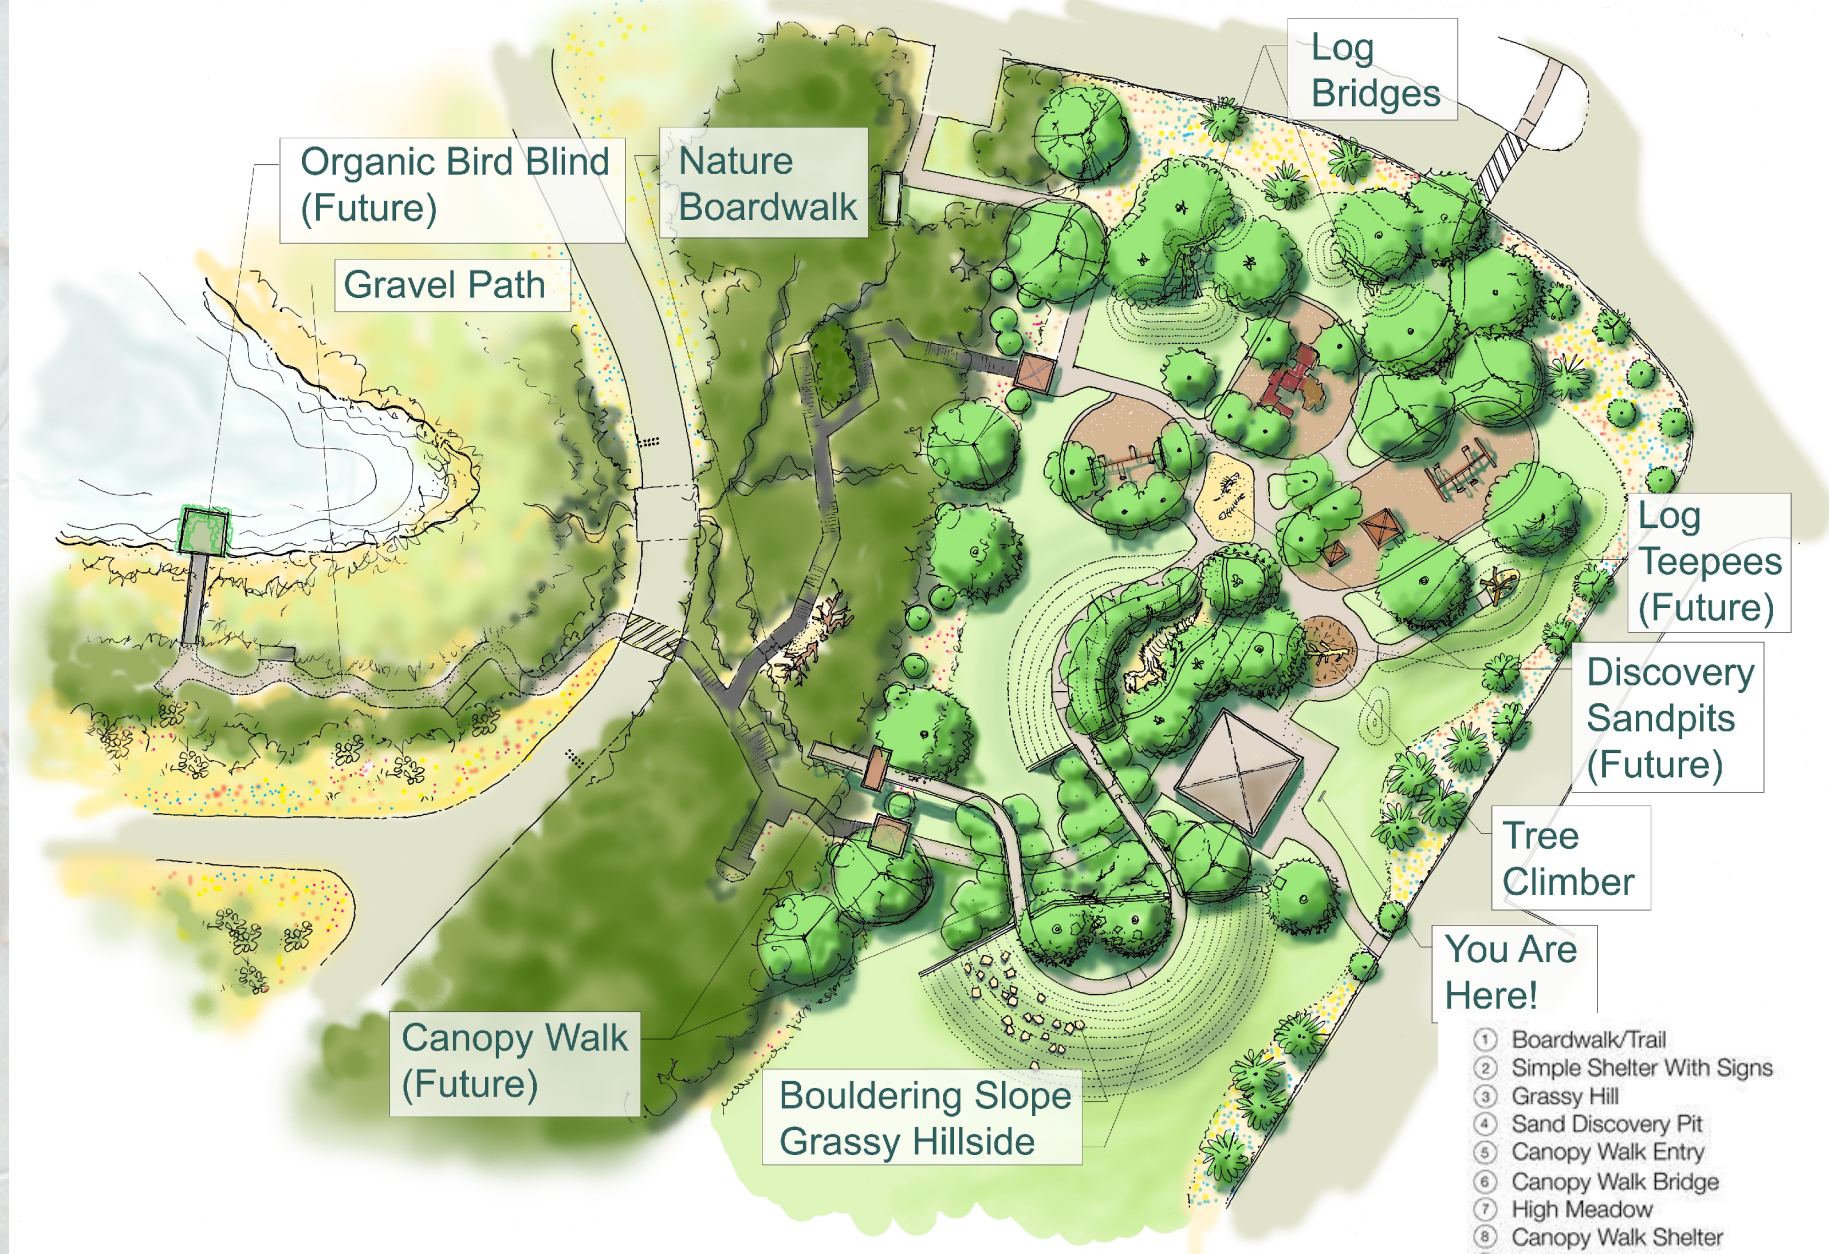 Log
Bridges
Organic Bird Blind
(Future)
Nature
Boardwalk
Gravel Path
Log
Teepees
(Future)
Discovery
Sandpits
(Future)
Tree
Climber
You Are
Here!
Canopy Walk
(Future)
Bouldering Slope
Grassy Hillside
1 Boardwalk/Trail
2 Simple Shelter With Signs
3 Grassy Hill
4 Sand Discovery Pit
5 Canopy Walk Entry
6 Canopy Walk Bridge
7 High Meadow
8 Canopy Walk Shelter